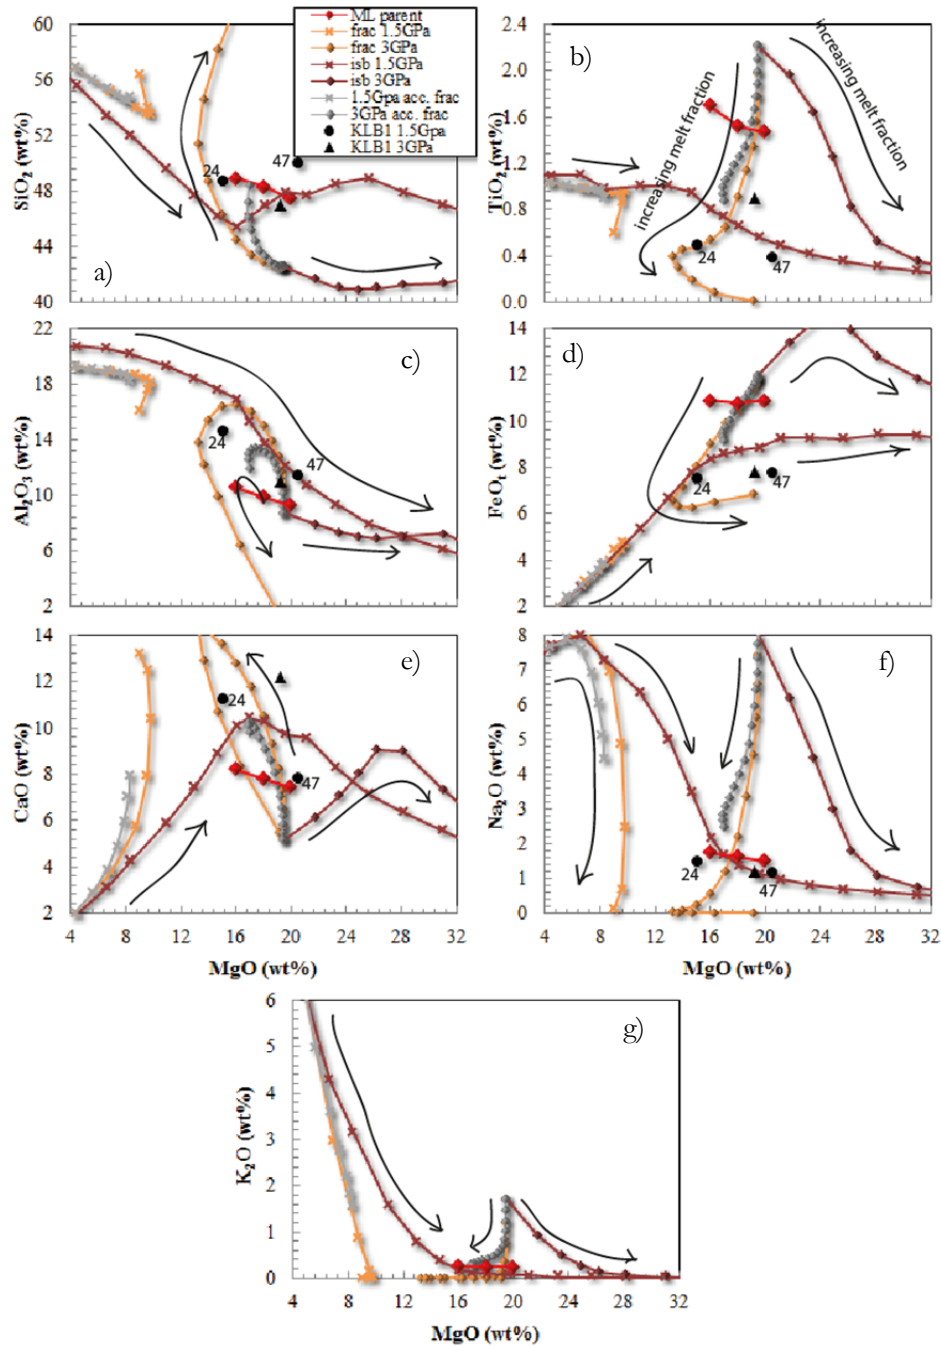 ML parent
frac 1.5GPa
frac 3GPa
isb 1.5GPa
isb 3GPa
1.5Gpa acc. frac
3GPa acc. frac
KLB1 1.5Gpa
KLB1 3GPa
60
56
52
48
44
40
SiO₂ (wt%)
24
47
a)
2.4
2.0
1.6
1.2
0.8
0.4
0.0
TiO₂ (wt%)
b)
increasing melt fraction
increasing melt fraction
24
47
22
18
14
10
6
2
Al₂O₃ (wt%)
c)
24
47
14
12
10
8
6
4
2
FeOₜ (wt%)
d)
24
47
14
12
10
8
6
4
2
CaO (wt%)
e)
24
47
4 8 12 16 20 24 28 32
MgO (wt%)
8
7
6
5
4
3
2
1
0
Na₂O (wt%)
f)
24
47
4 8 12 16 20 24 28 32
MgO (wt%)
6
5
4
3
2
1
0
K₂O (wt%)
g)
4 8 12 16 20 24 28 32
MgO (wt%)